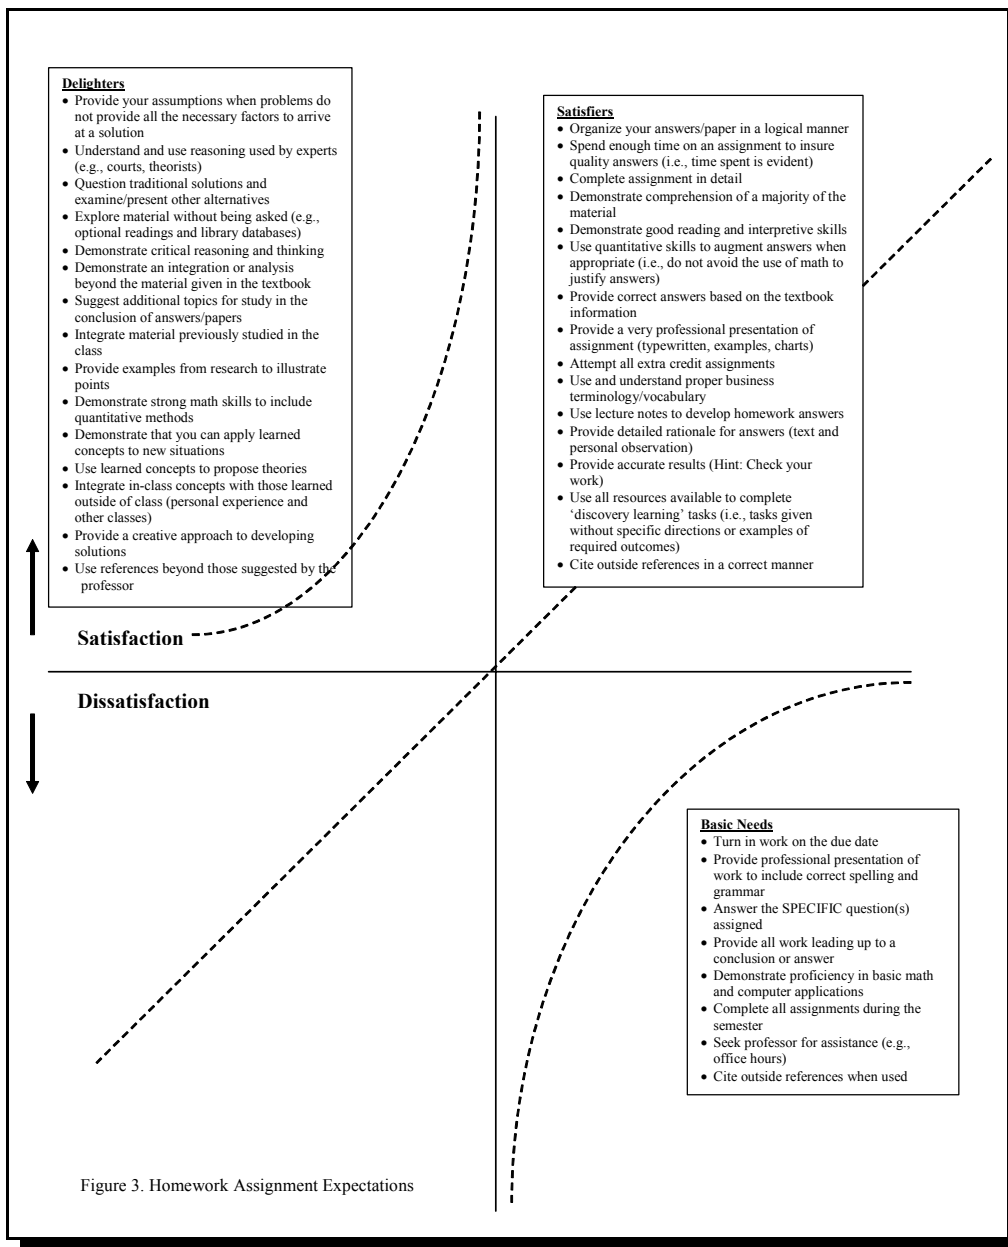 Delighters
• Provide your assumptions when problems do
not provide all the necessary factors to arrive
at a solution
• Understand and use reasoning used by experts
(e.g., courts, theorists)
• Question traditional solutions and
examine/present other alternatives
• Explore material without being asked (e.g.,
optional readings and library databases)
• Demonstrate critical reasoning and thinking
• Demonstrate an integration or analysis
beyond the material given in the textbook
• Suggest additional topics for study in the
conclusion of answers/papers
• Integrate material previously studied in the
class
• Provide examples from research to illustrate
points
• Demonstrate strong math skills to include
quantitative methods
• Demonstrate that you can apply learned
concepts to new situations
• Use learned concepts to propose theories
• Integrate in-class concepts with those learned
outside of class (personal experience and
other classes)
• Provide a creative approach to developing
solutions
• Use references beyond those suggested by the
professor
Satisfiers
• Organize your answers/paper in a logical manner
• Spend enough time on an assignment to insure
quality answers (i.e., time spent is evident)
• Complete assignment in detail
• Demonstrate comprehension of a majority of the
material
• Demonstrate good reading and interpretive skills
• Use quantitative skills to augment answers when
appropriate (i.e., do not avoid the use of math to
justify answers)
• Provide correct answers based on the textbook
information
• Provide a very professional presentation of
assignment (typewritten, examples, charts)
• Attempt all extra credit assignments
• Use and understand proper business
terminology/vocabulary
• Use lecture notes to develop homework answers
• Provide detailed rationale for answers (text and
personal observation)
• Provide accurate results (Hint: Check your
work)
• Use all resources available to complete
‘discovery learning’ tasks (i.e., tasks given
without specific directions or examples of
required outcomes)
• Cite outside references in a correct manner
Satisfaction
Dissatisfaction
Basic Needs
• Turn in work on the due date
• Provide professional presentation of
work to include correct spelling and
grammar
• Answer the SPECIFIC question(s)
assigned
• Provide all work leading up to a
conclusion or answer
• Demonstrate proficiency in basic math
and computer applications
• Complete all assignments during the
semester
• Seek professor for assistance (e.g.,
office hours)
• Cite outside references when used
Figure 3. Homework Assignment Expectations